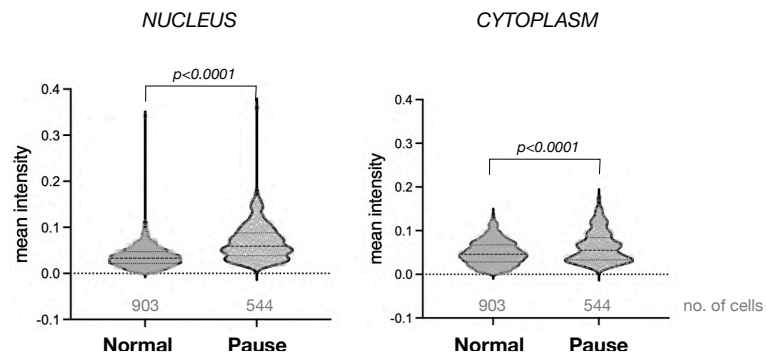 NUCLEUS
CYTOPLASM
p<0.0001
p<0.0001
mean intensity
0.4
0.3
0.2
0.1
0.0
-0.1
903
544
Normal
Pause
mean intensity
0.4
0.3
0.2
0.1
0.0
-0.1
903
544
no. of cells
Normal
Pause